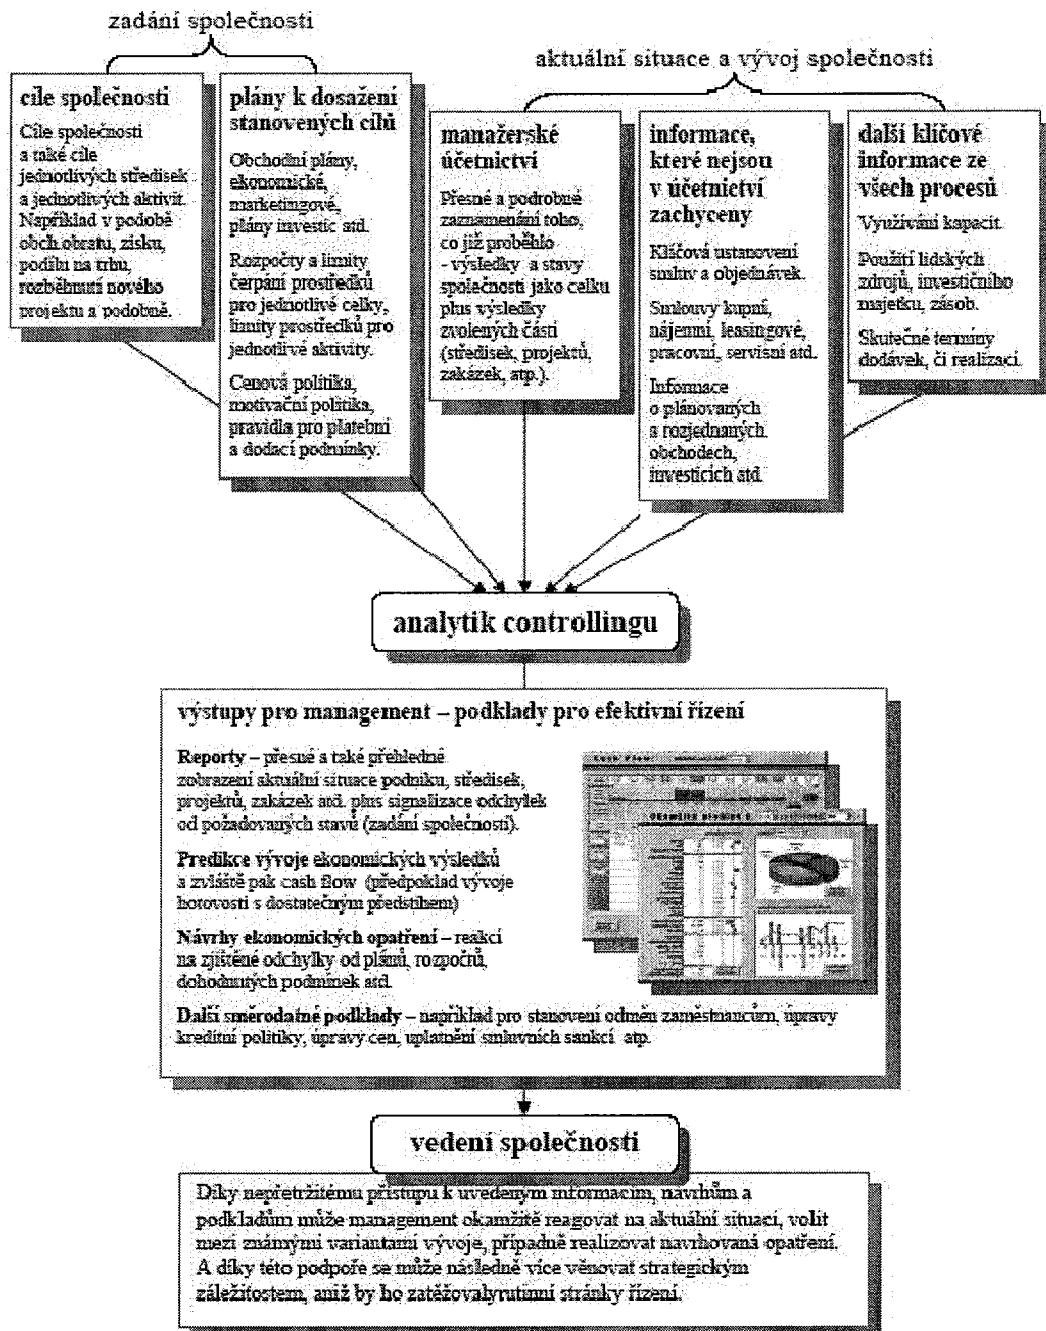 zadání společnosti
aktuální situace a vývoj společnosti
cíle společnosti
Cíle společnosti
a také cíle
jednotlivých středisek
a jednotlivých aktivit.
Například v podobě
obch.obratu, zisku,
podílu na trhu,
rozběhnutí nového
projektu a podobně.
plány k dosažení
stanovených cílů
Obchodní plány,
ekonomické,
marketingové,
plány investic atd.
Rozpočty a limity
čerpání prostředků
pro jednotlivé celky,
limity prostředků pro
jednotlivé aktivity.
Cenová politika,
motivační politika,
pravidla pro platební
a dodací podmínky.
manažerské
účetnictví
Přesné a podrobné
zaznamenání toho,
co již proběhlo
- výsledky a stavy
společnosti jako celku
plus výsledky
zvolených částí
(středisek, projektů,
zakázek, atp.).
informace,
které nejsou
v účetnictví
zachyceny
Klíčová ustanovení
smluv a objednávek.
Smlouvy kupní,
nájemní, leasingové,
pracovní, servisní atd.
Informace
o plánovaných
a rozjednaných
obchodech,
investicích atd.
další klíčové
informace ze
všech procesů
Využívání kapacit.
Použití lidských
zdrojů, investičního
majetku, zásob.
Skutečné termíny
dodávek, či realizací.
analytik controllingu
výstupy pro management – podklady pro efektivní řízení
Reporty – přesné a také přehledné
zobrazení aktuální situace podniku, středisek,
projektů, zakázek atd. plus signalizace odchylek
od požadovaných stavů (zadání společnosti).
Predikce vývoje ekonomických výsledků
a zvláště pak cash flow (předpoklad vývoje
hotovosti s dostatečným předstihem)
Návrhy ekonomických opatření – reakcí
na zjištěné odchylky od plánů, rozpočtů,
dohodnutých podmínek atd.
Další směrodatné podklady – například pro stanovení odměn zaměstnancům, úpravy
kreditní politiky, úpravy cen, uplatnění smluvních sankcí atp.
Cash Flow
vedení společnosti
Díky nepřetržitému přístupu k uvedeným informacím, návrhům a
podkladům může management okamžitě reagovat na aktuální situaci, volit
mezi známými variantami vývoje, případně realizovat navrhovaná opatření.
A díky této podpoře se může následně více věnovat strategickým
záležitostem, aniž by ho zatěžovalyrutinní stránky řízení.